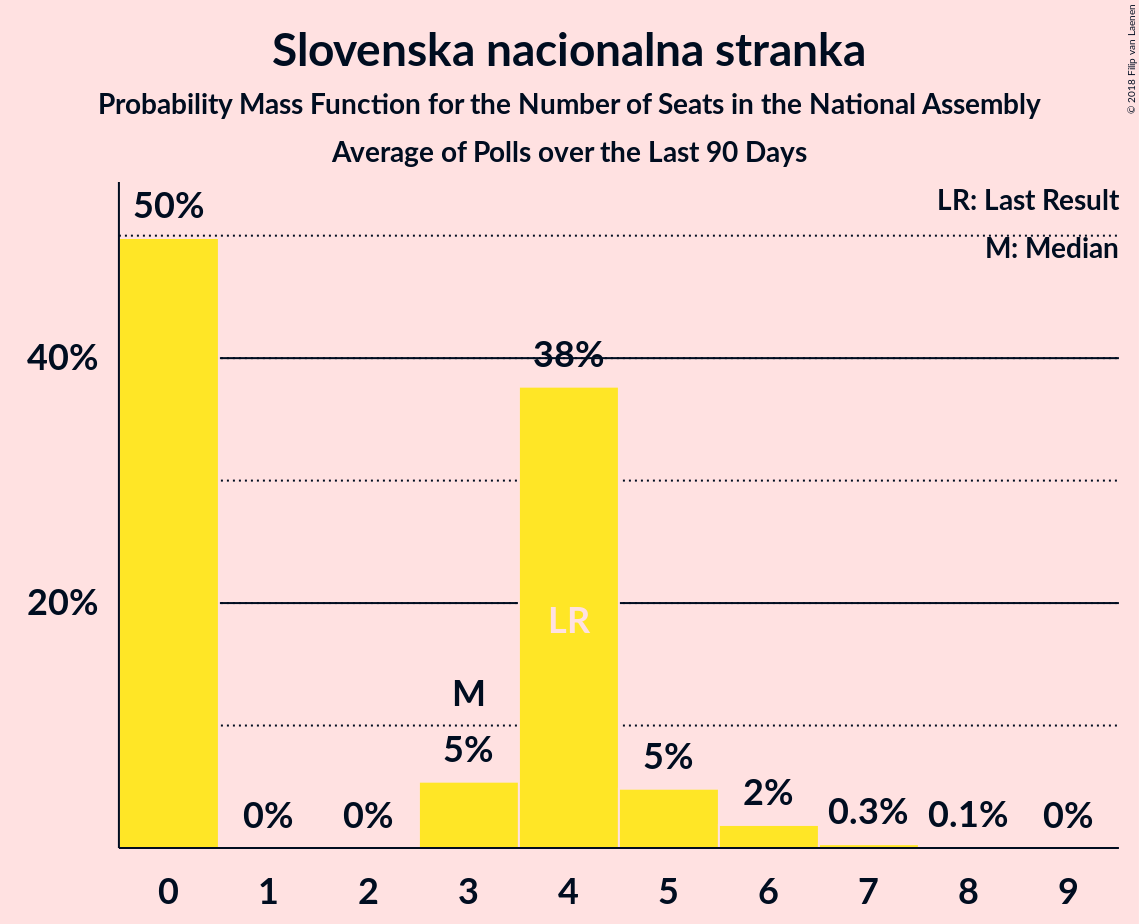 Slovenska nacionalna stranka
Probability Mass Function for the Number of Seats in the National Assembly
Average of Polls over the Last 90 Days
© 2018 Filip van Laenen
LR: Last Result
M: Median
50%
40%
38%
20%
LR
M
5%
5%
2%
0%
0%
0.3%
0.1%
0%
0 1 2 3 4 5 6 7 8 9